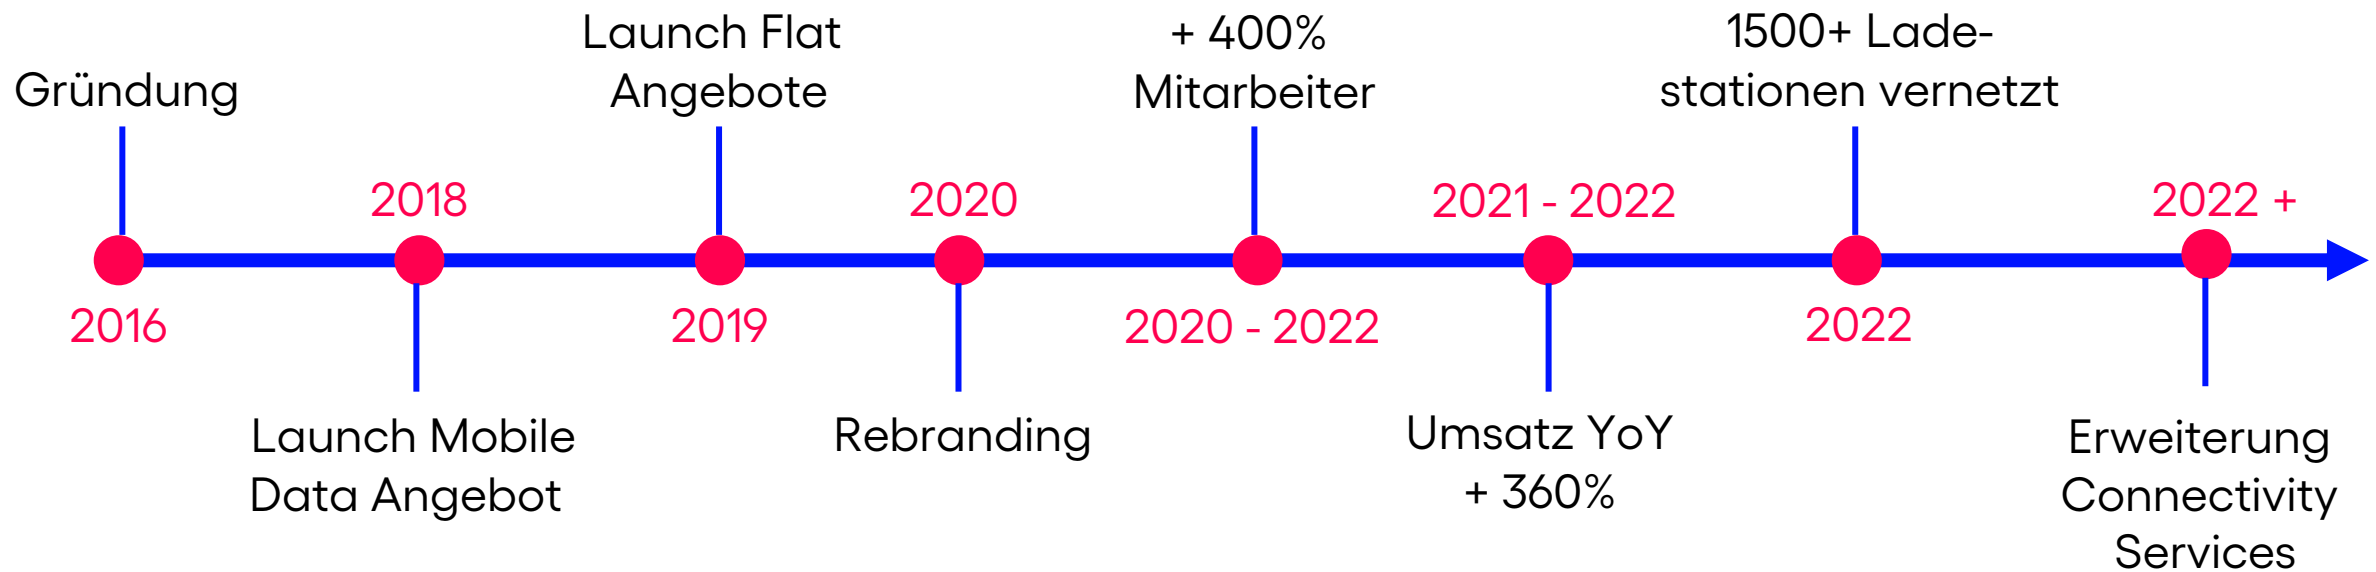 Gründung
2016
2018
Launch Mobile
Data Angebot
Launch Flat
Angebote
2019
2020
Rebranding
+ 400%
Mitarbeiter
2020 - 2022
2021 - 2022
Umsatz YoY
+ 360%
1500+ Lade-
stationen vernetzt
2022
2022 +
Erweiterung
Connectivity
Services